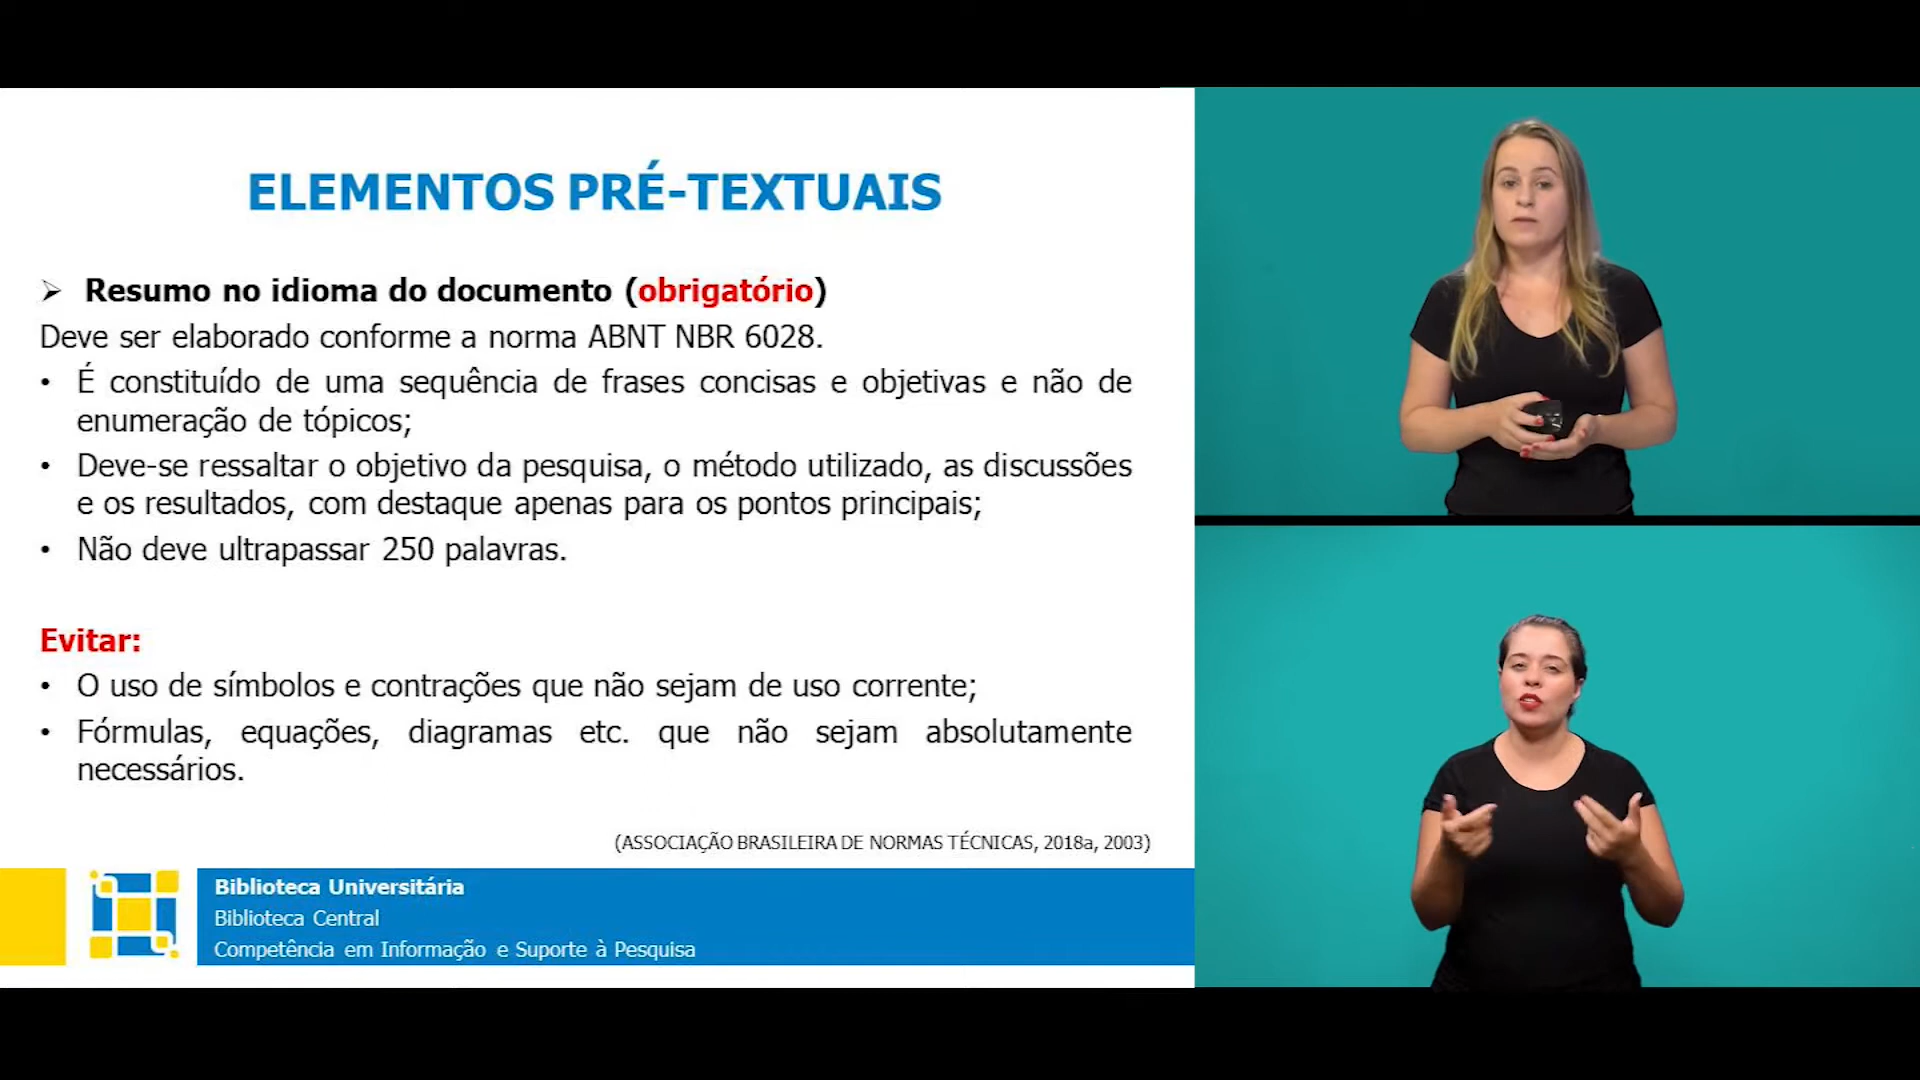 ELEMENTOS PRÉ-TEXTUAIS
➢ Resumo no idioma do documento (obrigatório)
Deve ser elaborado conforme a norma ABNT NBR 6028.
• É constituído de uma sequência de frases concisas e objetivas e não de
enumeração de tópicos;
• Deve-se ressaltar o objetivo da pesquisa, o método utilizado, as discussões
e os resultados, com destaque apenas para os pontos principais;
• Não deve ultrapassar 250 palavras.
Evitar:
• O uso de símbolos e contrações que não sejam de uso corrente;
• Fórmulas, equações, diagramas etc. que não sejam absolutamente
necessários.
(ASSOCIAÇÃO BRASILEIRA DE NORMAS TÉCNICAS, 2018a, 2003)
Biblioteca Universitária
Biblioteca Central
Competência em Informação e Suporte à Pesquisa